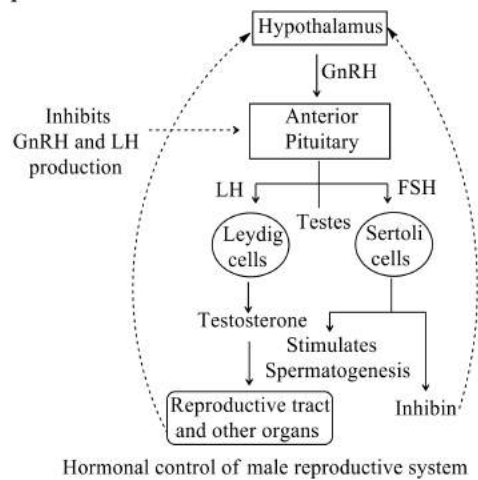 Hypothalamus
GnRH
Inhibits
GnRH and LH
production
Anterior
Pituitary
LH
FSH
Testes
Leydig
cells
Sertoli
cells
Testosterone
Stimulates
Spermatogenesis
Reproductive tract
and other organs
Inhibin
Hormonal control of male reproductive system